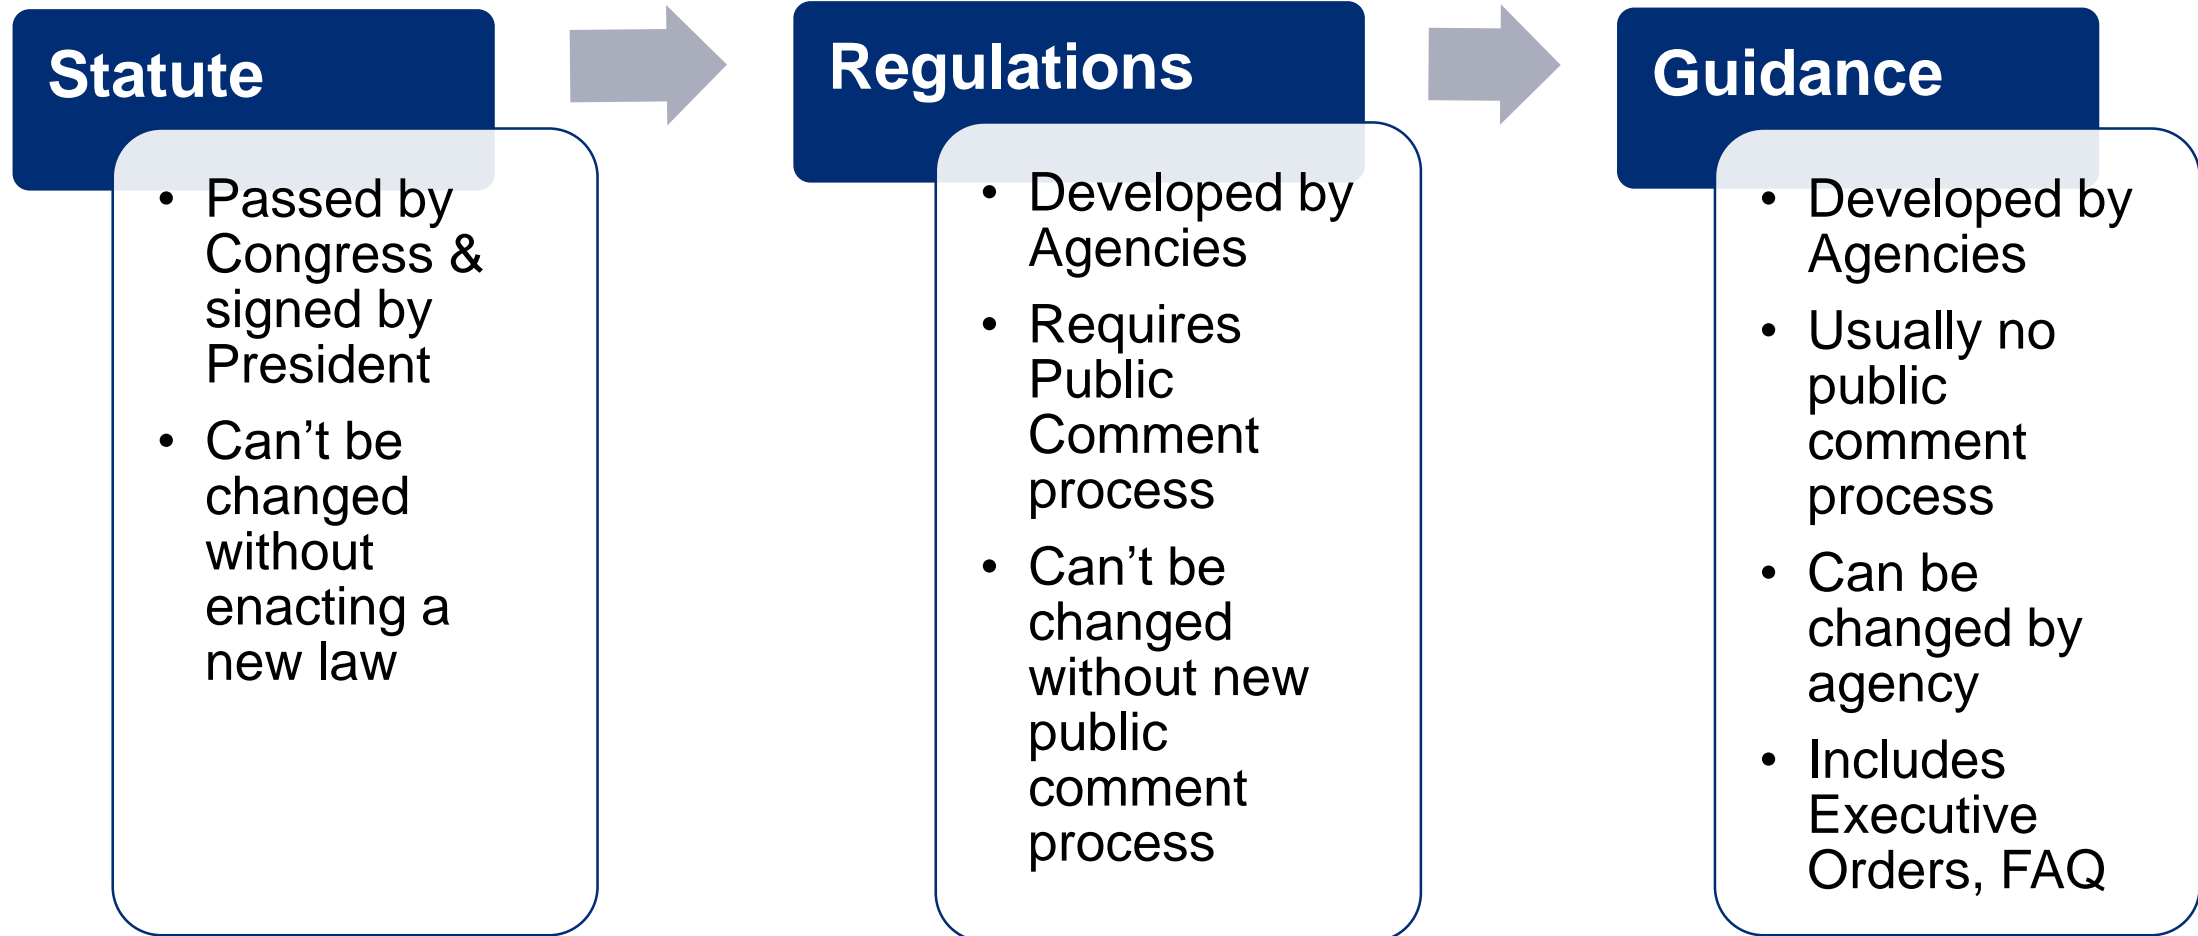 Statute
• Passed by
Congress &
signed by
President
• Can’t be
changed
without
enacting a
new law
Regulations
• Developed by
Agencies
• Requires
Public
Comment
process
• Can’t be
changed
without new
public
comment
process
Guidance
• Developed by
Agencies
• Usually no
public
comment
process
• Can be
changed by
agency
• Includes
Executive
Orders, FAQ